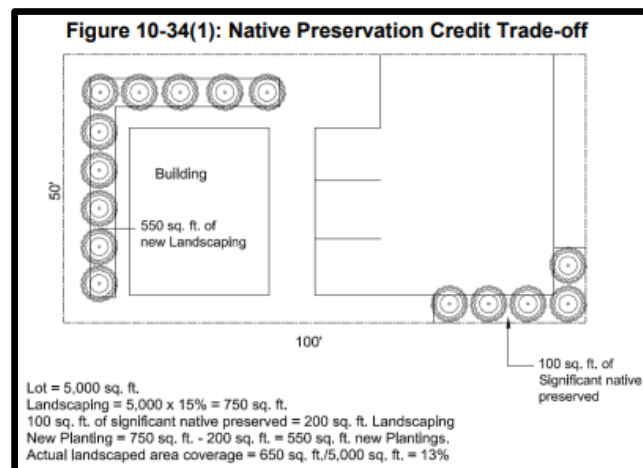 Figure 10-34(1): Native Preservation Credit Trade-off
50'
Building
550 sq. ft. of
new Landscaping
100'
100 sq. ft. of
Significant native
preserved
Lot = 5,000 sq. ft.
Landscaping = 5,000 x 15% = 750 sq. ft.
100 sq. ft. of significant native preserved = 200 sq. ft. Landscaping
New Planting = 750 sq. ft. - 200 sq. ft. = 550 sq. ft. new Plantings.
Actual landscaped area coverage = 650 sq. ft./5,000 sq. ft. = 13%